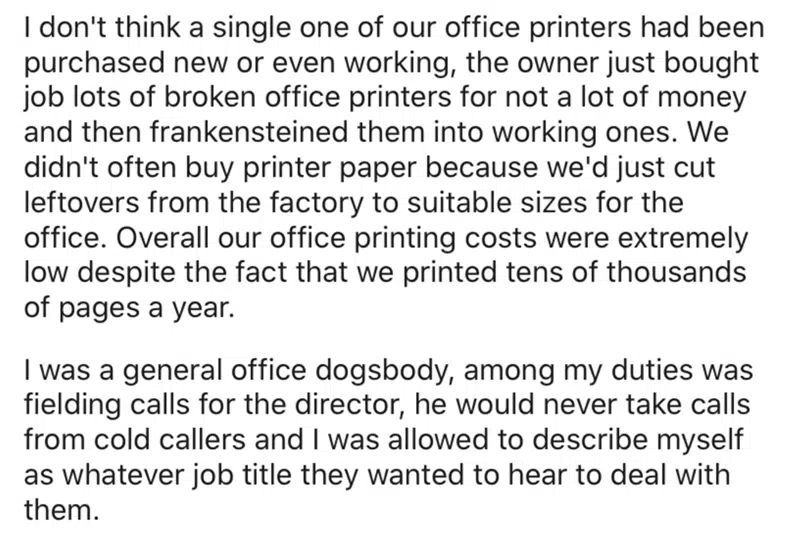 I don't think a single one of our office printers had been
purchased new or even working, the owner just bought
job lots of broken office printers for not a lot of money
and then frankensteined them into working ones. We
didn't often buy printer paper because we'd just cut
leftovers from the factory to suitable sizes for the
office. Overall our office printing costs were extremely
low despite the fact that we printed tens of thousands
of pages a year.
I was a general office dogsbody, among my duties was
fielding calls for the director, he would never take calls
from cold callers and I was allowed to describe myself
as whatever job title they wanted to hear to deal with
them.